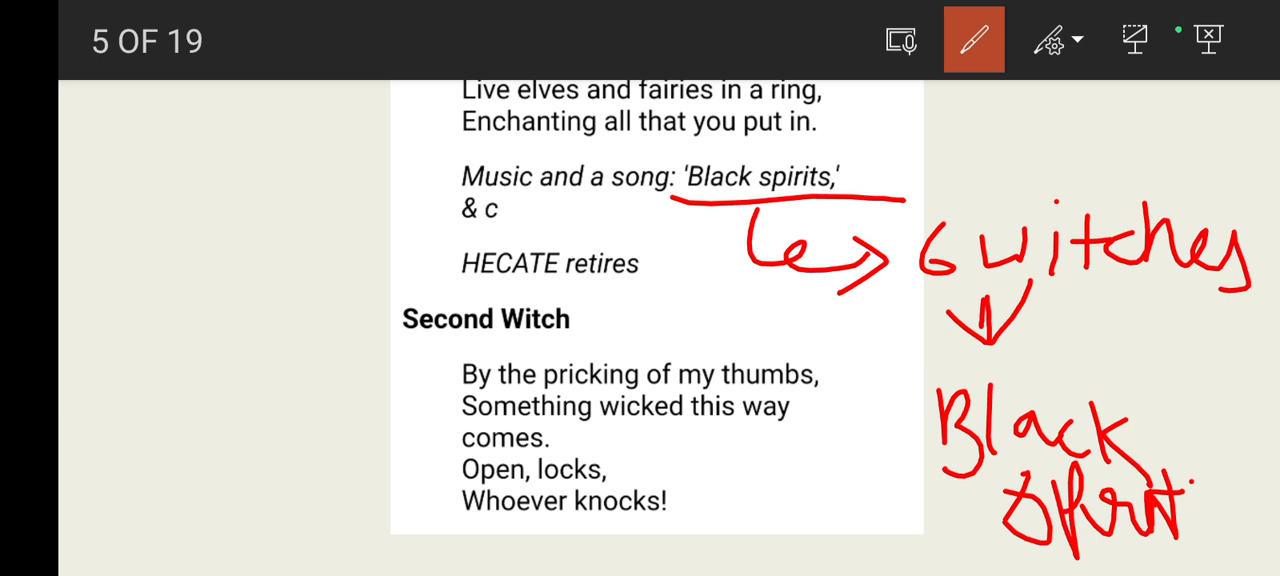 5 OF 19
Live elves and fairies in a ring,
Enchanting all that you put in.
Music and a song: 'Black spirits,'
& c
HECATE retires
6 witches
Second Witch
By the pricking of my thumbs,
Something wicked this way
comes.
Open, locks,
Whoever knocks!
Black
Spirit